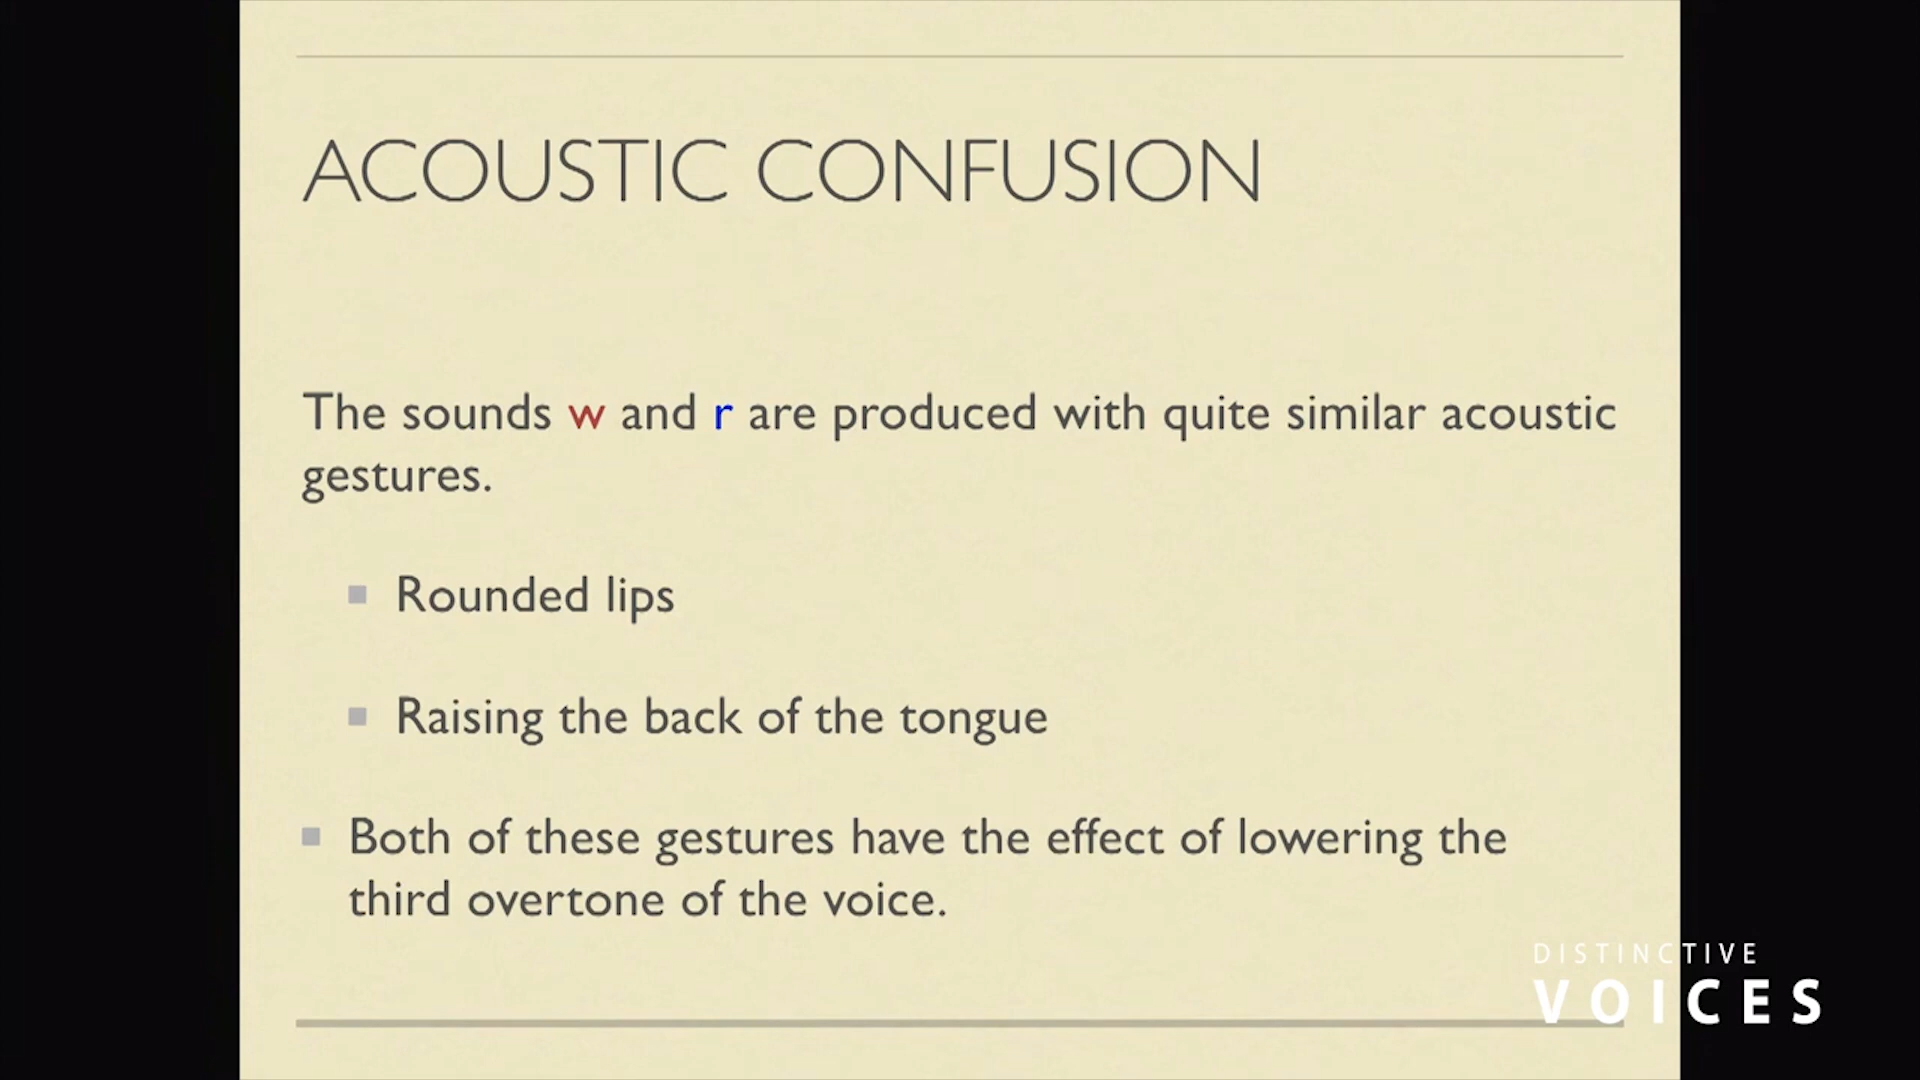 ACOUSTIC CONFUSION
The sounds w and r are produced with quite similar acoustic
gestures.
Rounded lips
Raising the back of the tongue
Both of these gestures have the effect of lowering the
third overtone of the voice.
DISTINCTIVE
VOICES